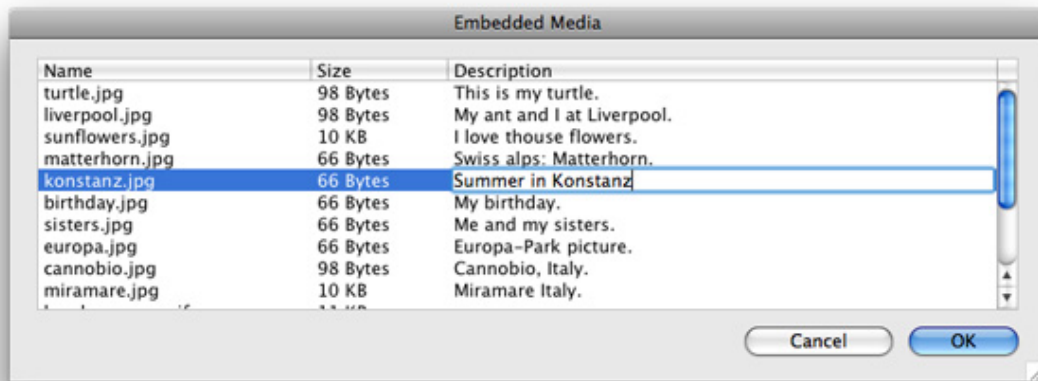 Embedded Media
Name Size Description
turtle.jpg 98 Bytes This is my turtle.
liverpool.jpg 98 Bytes My ant and I at Liverpool.
sunflowers.jpg 10 KB I love thouse flowers.
matterhorn.jpg 66 Bytes Swiss alps: Matterhorn.
konstanz.jpg 66 Bytes Summer in Konstanz
birthday.jpg 66 Bytes My birthday.
sisters.jpg 66 Bytes Me and my sisters.
europa.jpg 66 Bytes Europa-Park picture.
cannobio.jpg 98 Bytes Cannobio, Italy.
miramare.jpg 10 KB Miramare Italy.
Cancel OK